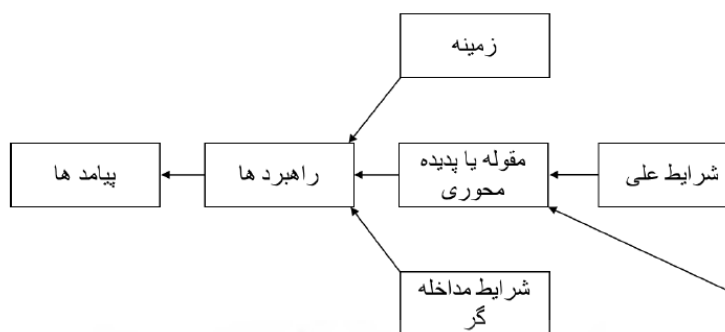 زمینه
شرایط علی
مقوله یا پدیده
محوری
راهبرد ها
پیامد ها
شرایط مداخله
گر